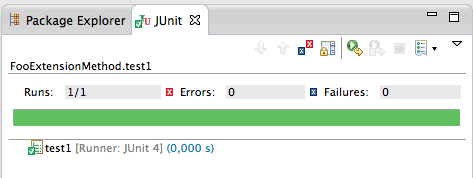 Package Explorer JUnit
FooExtensionMethod.test1
Runs: 1/1 Errors: 0 Failures: 0
test1 [Runner: JUnit 4] (0,000 s)